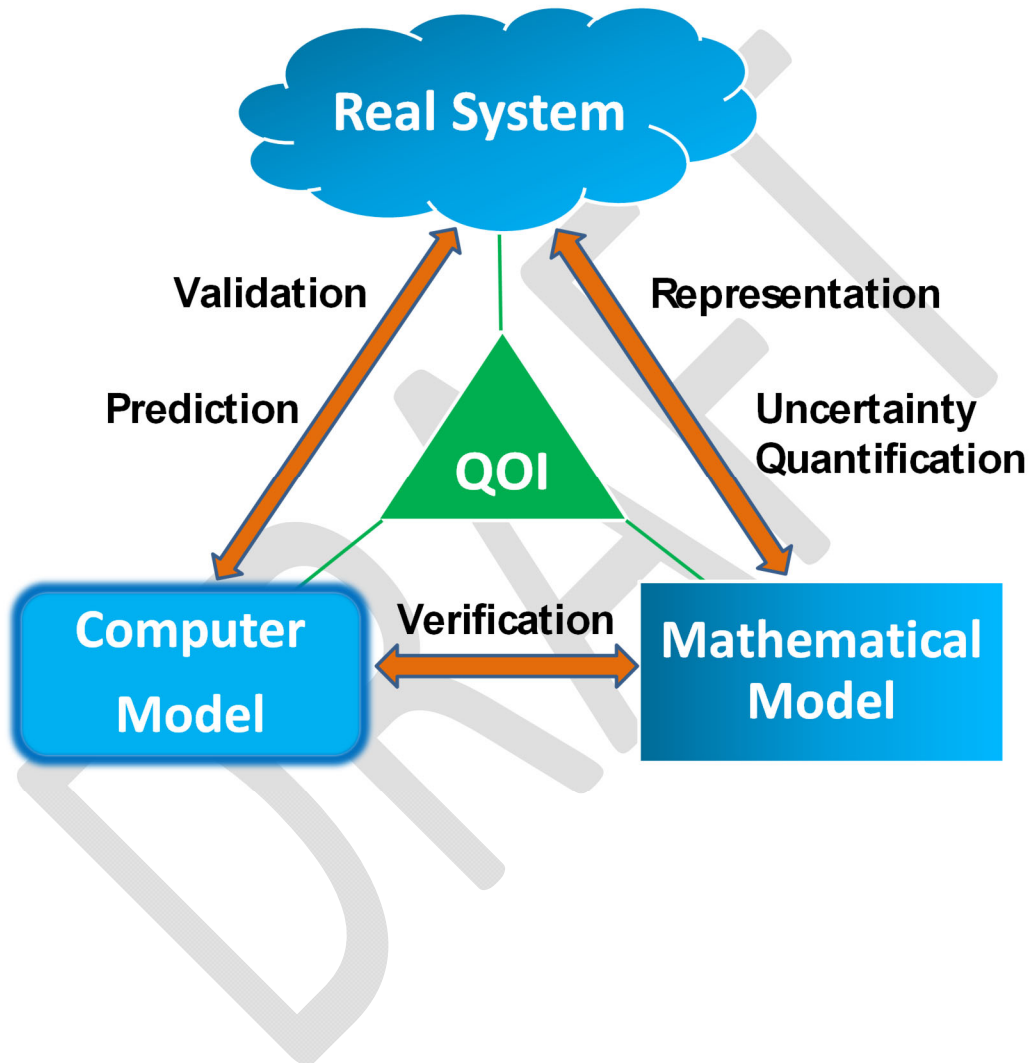 Real System
Validation
Representation
Prediction
Uncertainty
Quantification
QOI
Computer
Model
Verification
Mathematical
Model
DRAFT